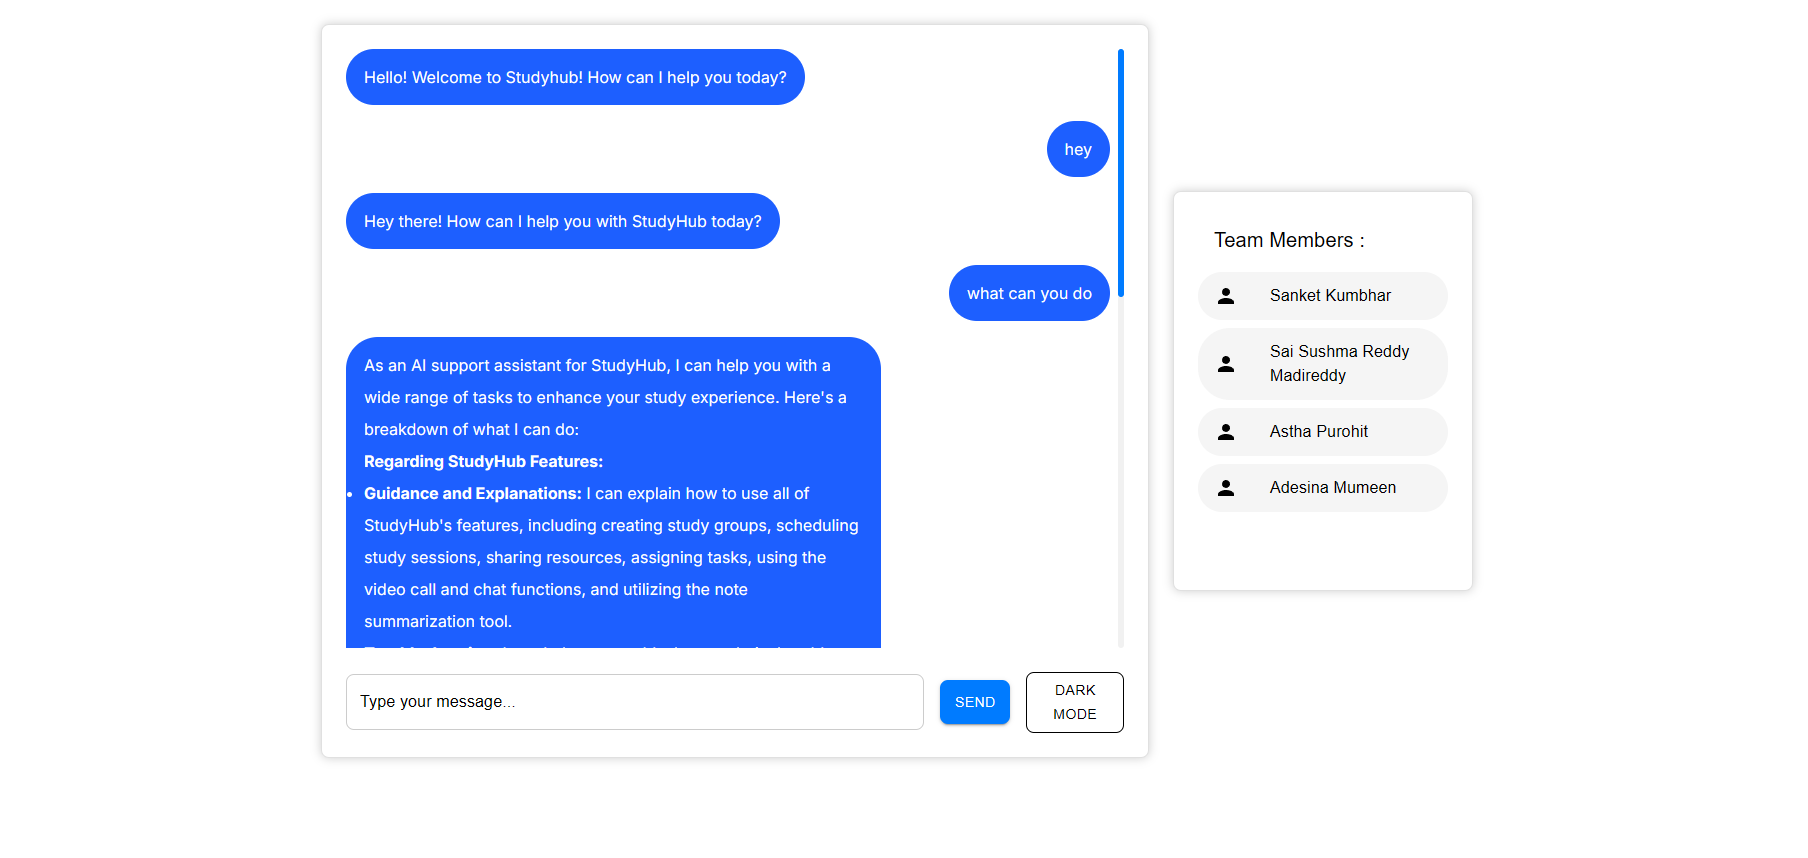 Hello! Welcome to Studyhub! How can I help you today?
hey
Hey there! How can I help you with StudyHub today?
what can you do
As an AI support assistant for StudyHub, I can help you with a
wide range of tasks to enhance your study experience. Here's a
breakdown of what I can do:
Regarding StudyHub Features:
• Guidance and Explanations: I can explain how to use all of
StudyHub's features, including creating study groups, scheduling
study sessions, sharing resources, assigning tasks, using the
video call and chat functions, and utilizing the note
summarization tool.
Type your message...
SEND
DARK
MODE
Team Members :
Sanket Kumbhar
Sai Sushma Reddy
Madireddy
Astha Purohit
Adesina Mumeen